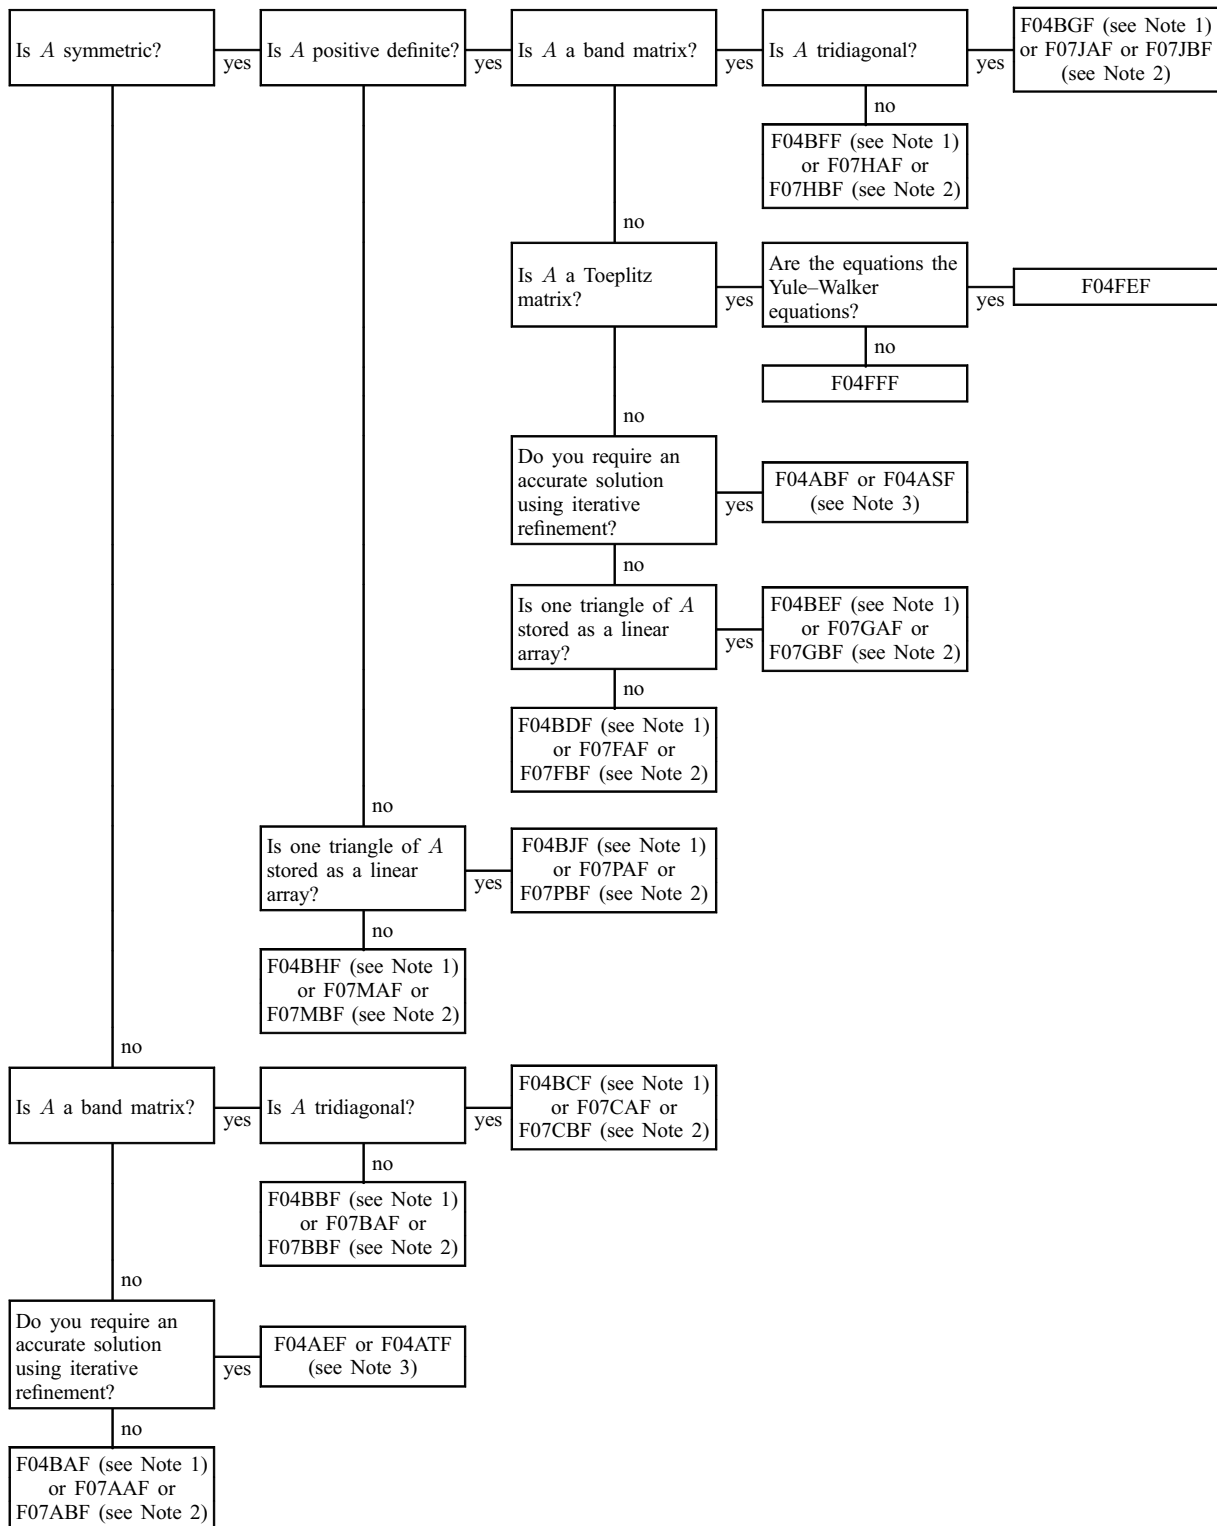 Is A symmetric?
yes
Is A positive definite?
yes
Is A a band matrix?
yes
Is A tridiagonal?
yes
F04BGF (see Note 1)
or F07JAF or F07JBF
(see Note 2)
no
F04BFF (see Note 1)
or F07HAF or
F07HBF (see Note 2)
no
Is A a Toeplitz
matrix?
yes
Are the equations the
Yule–Walker
equations?
yes
F04FEF
no
F04FFF
no
Do you require an
accurate solution
using iterative
refinement?
yes
F04ABF or F04ASF
(see Note 3)
no
Is one triangle of A
stored as a linear
array?
yes
F04BEF (see Note 1)
or F07GAF or
F07GBF (see Note 2)
no
F04BDF (see Note 1)
or F07FAF or
F07FBF (see Note 2)
no
Is one triangle of A
stored as a linear
array?
yes
F04BJF (see Note 1)
or F07PAF or
F07PBF (see Note 2)
no
F04BHF (see Note 1)
or F07MAF or
F07MBF (see Note 2)
no
Is A a band matrix?
yes
Is A tridiagonal?
yes
F04BCF (see Note 1)
or F07CAF or
F07CBF (see Note 2)
no
F04BBF (see Note 1)
or F07BAF or
F07BBF (see Note 2)
no
Do you require an
accurate solution
using iterative
refinement?
yes
F04AEF or F04ATF
(see Note 3)
no
F04BAF (see Note 1)
or F07AAF or
F07ABF (see Note 2)